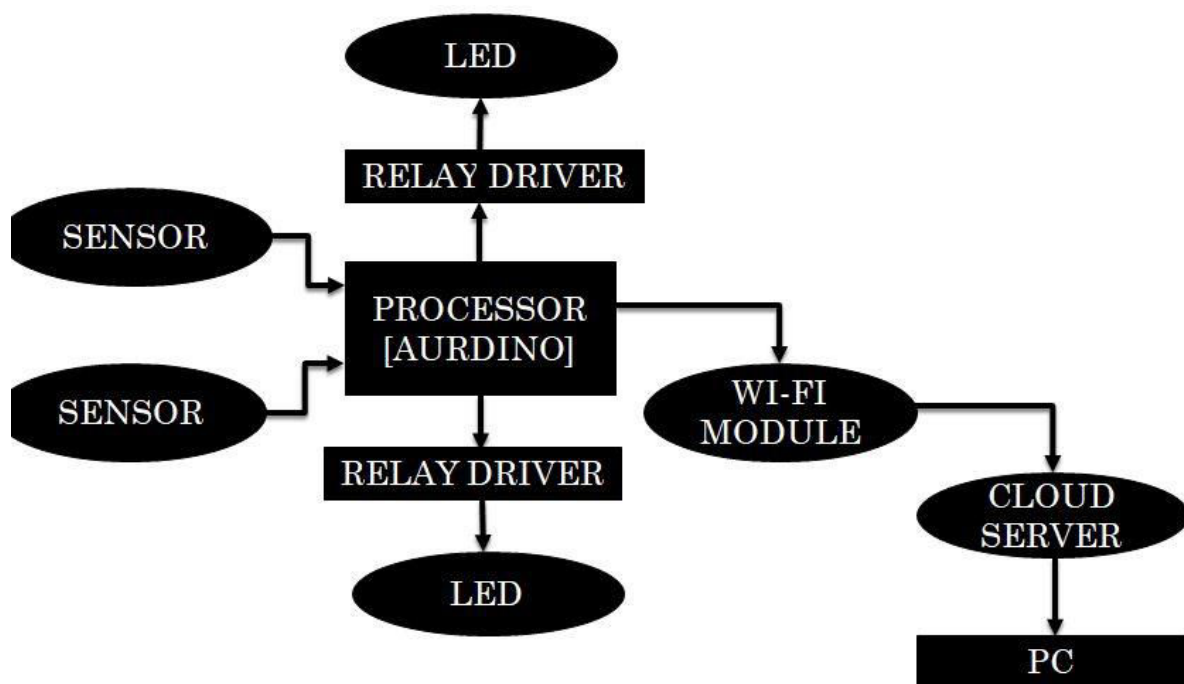 LED
RELAY DRIVER
SENSOR
PROCESSOR
[AURDINO]
SENSOR
WI-FI
MODULE
RELAY DRIVER
CLOUD
SERVER
LED
PC